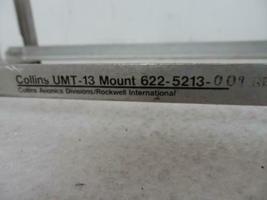 Collins UMT-13 Mount 622-5213-001
Collins Avionics Divisions/Rockwell International